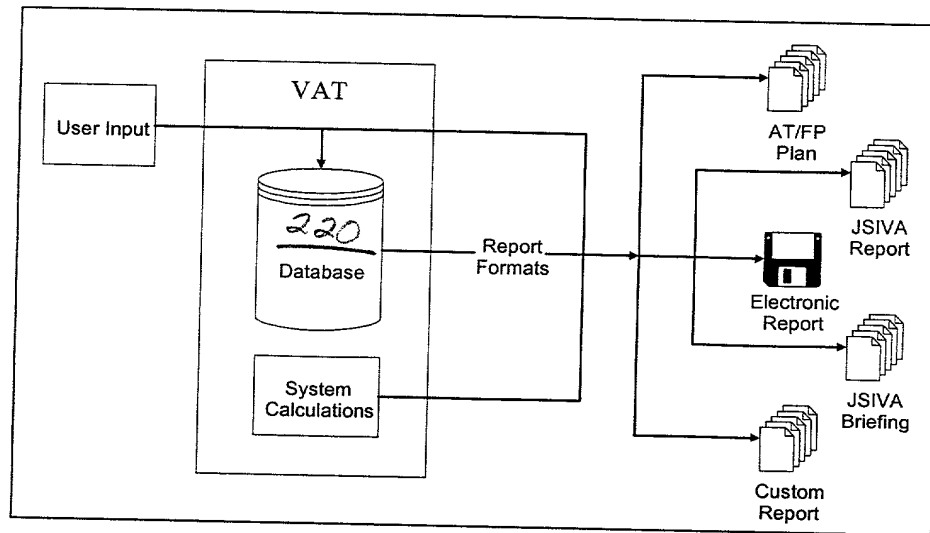 VAT
User Input
220
Database
System
Calculations
Report
Formats
AT/FP
Plan
JSIVA
Report
Electronic
Report
JSIVA
Briefing
Custom
Report